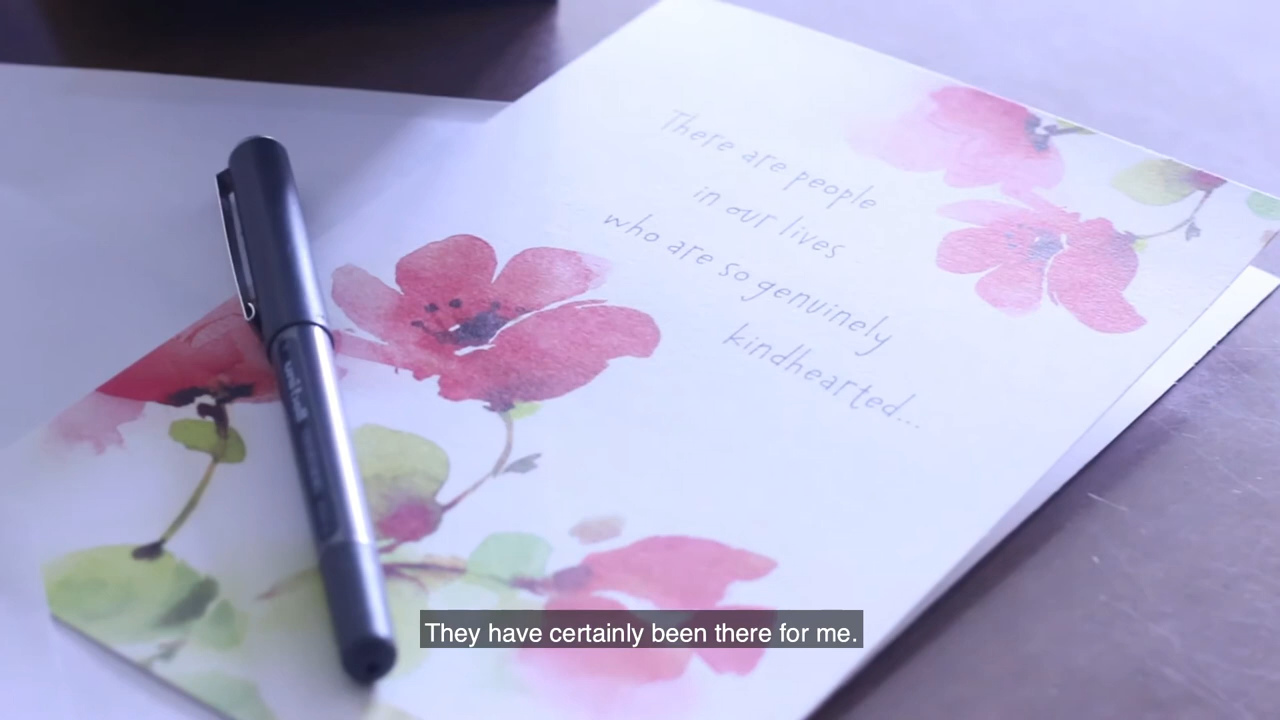 There are people
in our lives
who are so genuinely
kindhearted...
uni-ball
They have certainly been there for me.